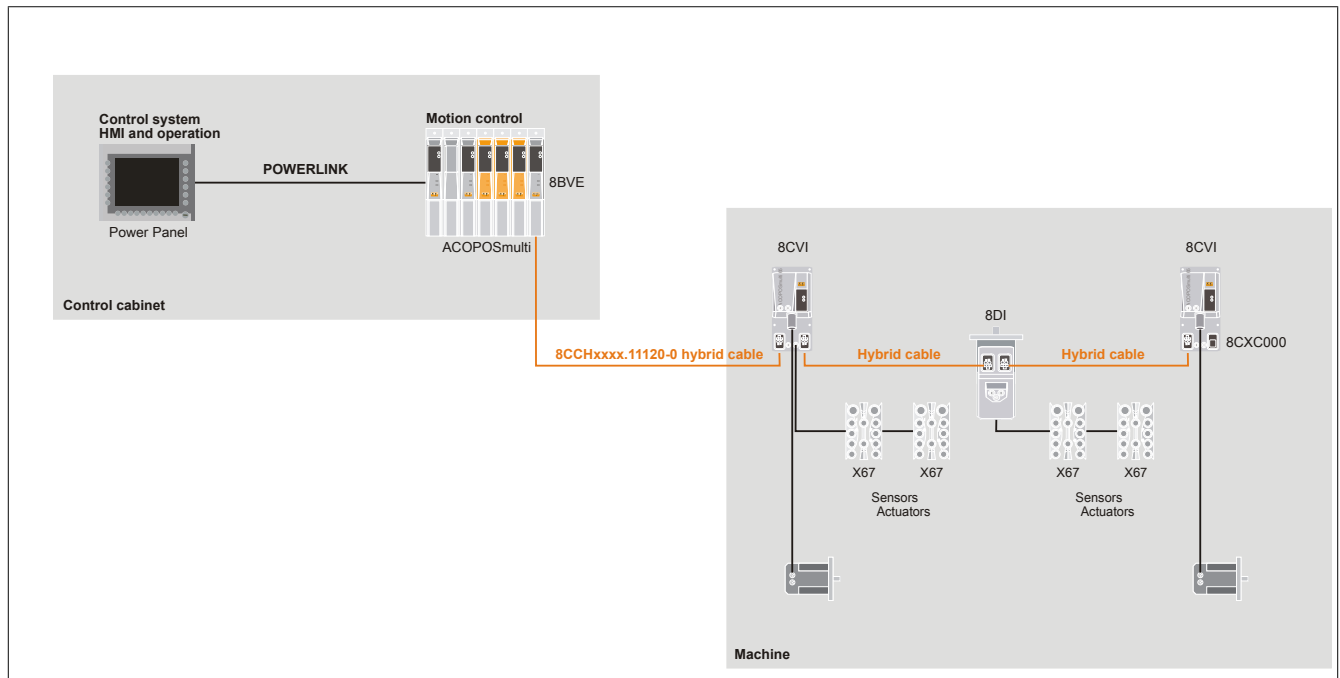 Control system
HMI and operation
Motion control
POWERLINK
8BVE
Power Panel
ACOPOSmulti
Control cabinet
8CVI
8CVI
8DI
8CXC000
8CCHxxxx.11120-0 hybrid cable
Hybrid cable
Hybrid cable
X67
X67
X67
X67
Sensors
Actuators
Sensors
Actuators
Machine